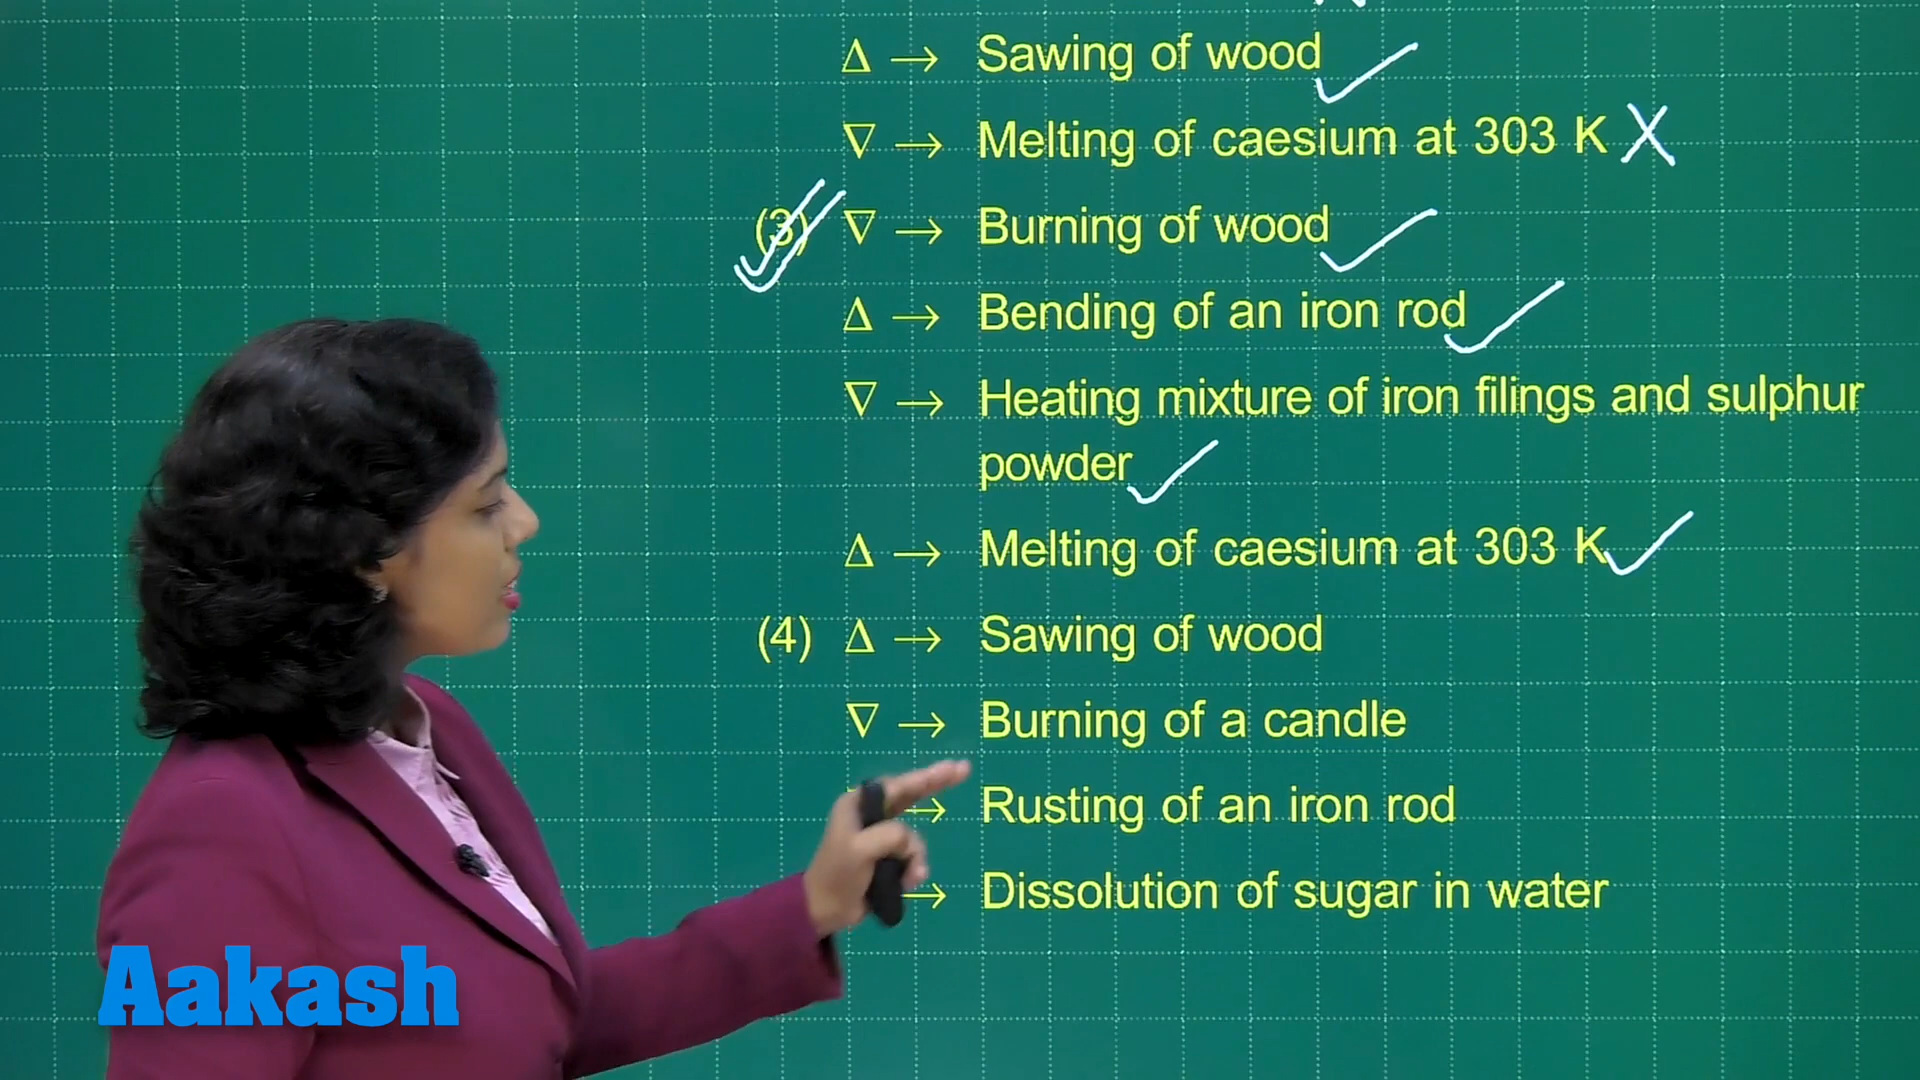 Δ → Sawing of wood
∇ → Melting of caesium at 303 K
(3) ∇ → Burning of wood
Δ → Bending of an iron rod
∇ → Heating mixture of iron filings and sulphur
powder
Δ → Melting of caesium at 303 K
(4) Δ → Sawing of wood
∇ → Burning of a candle
→ Rusting of an iron rod
→ Dissolution of sugar in water
Aakash